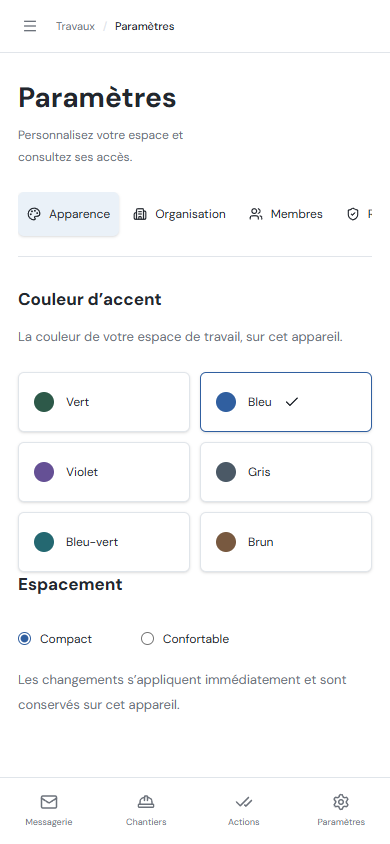 Travaux / Paramètres
Paramètres
Personnalisez votre espace et
consultez ses accès.
Apparence Organisation Membres
Couleur d’accent
La couleur de votre espace de travail, sur cet appareil.
Vert Bleu
Violet Gris
Bleu-vert Brun
Espacement
Compact Confortable
Les changements s’appliquent immédiatement et sont
conservés sur cet appareil.
Messagerie Chantiers Actions Paramètres